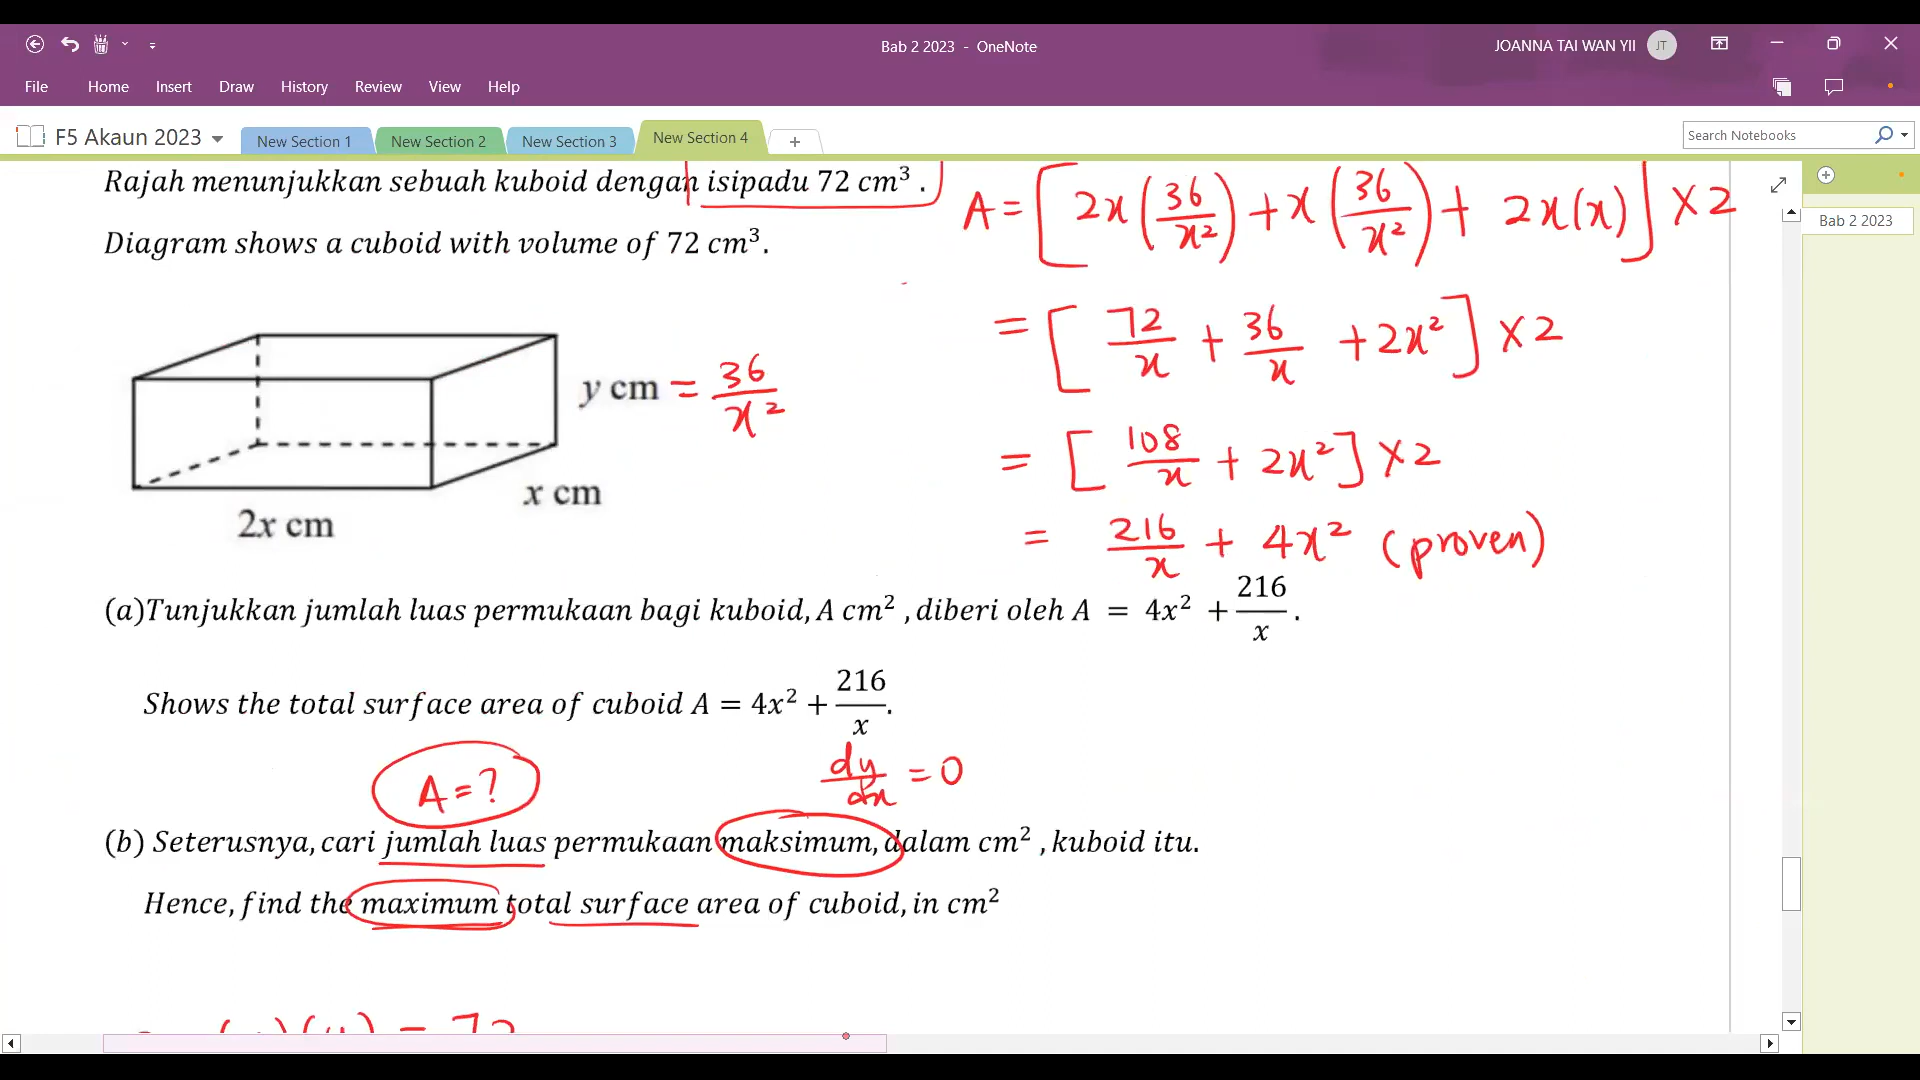 Bab 2 2023 - OneNote
JOANNA TAI WAN YII JT
File Home Insert Draw History Review View Help
F5 Akaun 2023 New Section 1 New Section 2 New Section 3 New Section 4 +
Search Notebooks
Bab 2 2023
Rajah menunjukkan sebuah kuboid dengan isipadu 72 cm³ .
Diagram shows a cuboid with volume of 72 cm³.
y cm = 36/x²
x cm
2x cm
A = [2x(36/x²) + x(36/x²) + 2x(x)] × 2
= [72/x + 36/x + 2x²] × 2
= [108/x + 2x²] × 2
= 216/x + 4x² (proven)
(a)Tunjukkan jumlah luas permukaan bagi kuboid, A cm² , diberi oleh A = 4x² + 216/x .
Shows the total surface area of cuboid A = 4x² + 216/x.
A = ?
dy/dx = 0
(b) Seterusnya, cari jumlah luas permukaan maksimum, dalam cm² , kuboid itu.
Hence, find the maximum total surface area of cuboid, in cm²
= 72